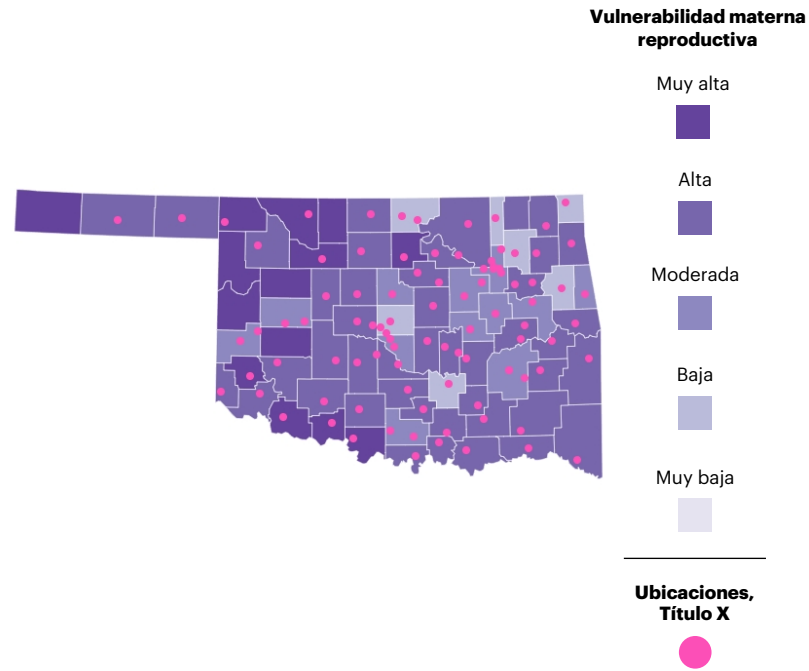 Vulnerabilidad materna
reproductiva
Muy alta
Alta
Moderada
Baja
Muy baja
Ubicaciones,
Título X